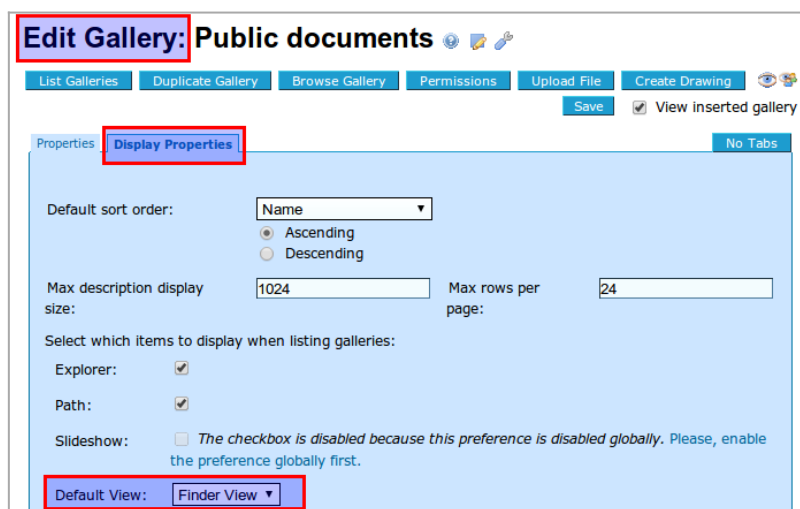 Edit Gallery: Public documents
List Galleries Duplicate Gallery Browse Gallery Permissions Upload File Create Drawing
Save View inserted gallery
Properties Display Properties No Tabs
Default sort order: Name
Ascending
Descending
Max description display size: 1024 Max rows per page: 24
Select which items to display when listing galleries:
Explorer:
Path:
Slideshow: The checkbox is disabled because this preference is disabled globally. Please, enable
the preference globally first.
Default View: Finder View